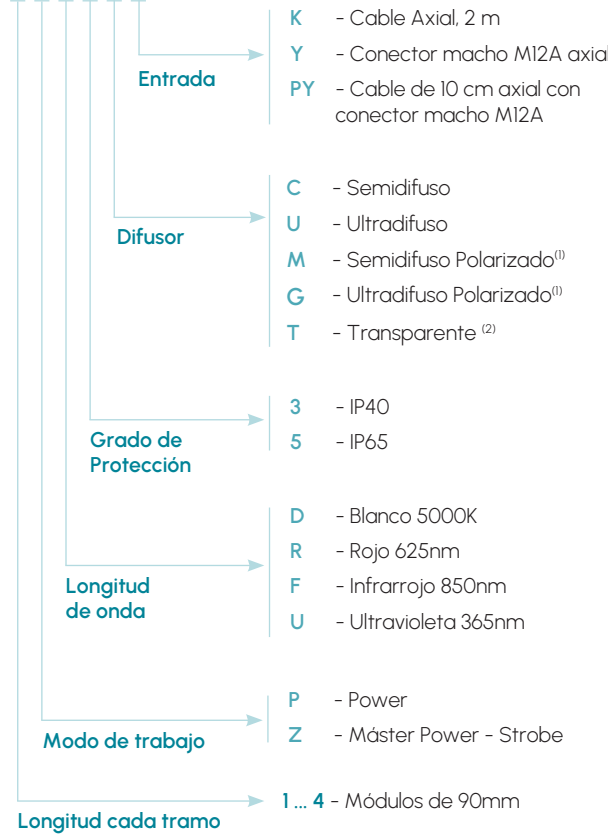 K - Cable Axial, 2 m
Y - Conector macho M12A axial
PY - Cable de 10 cm axial con
conector macho M12A
Entrada
C - Semidifuso
U - Ultradifuso
M - Semidifuso Polarizado(1)
G - Ultradifuso Polarizado(1)
T - Transparente (2)
Difusor
3 - IP40
5 - IP65
Grado de
Protección
D - Blanco 5000K
R - Rojo 625nm
F - Infrarrojo 850nm
U - Ultravioleta 365nm
Longitud
de onda
P - Power
Z - Máster Power - Strobe
Modo de trabajo
1 ... 4 - Módulos de 90mm
Longitud cada tramo